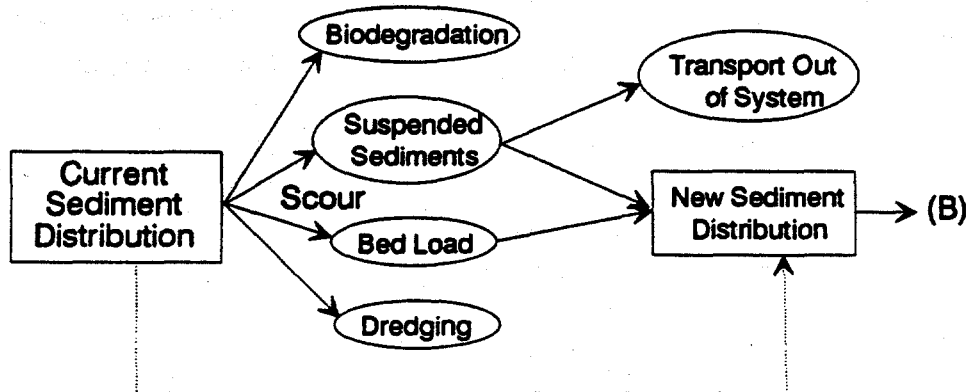 Biodegradation
Transport Out
of System
Suspended
Sediments
Current
Sediment
Distribution
Scour
New Sediment
Distribution
(B)
Bed Load
Dredging